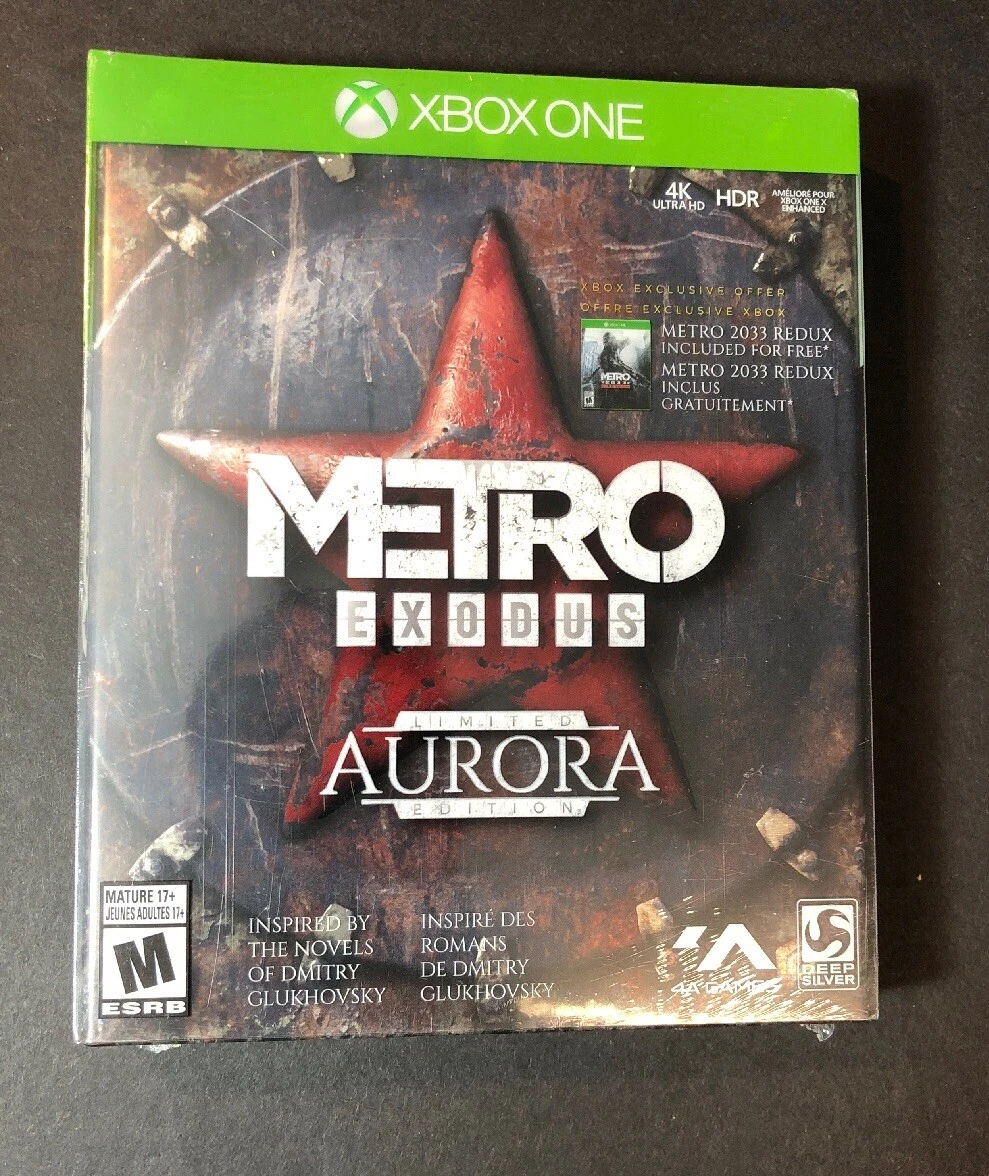 XBOX ONE
4K
ULTRA HD
HDR
AMÉLIORÉ POUR
XBOX ONE X
ENHANCED
XBOX EXCLUSIVE OFFER
OFFRE EXCLUSIVE XBOX
METRO 2033 REDUX
INCLUDED FOR FREE*
METRO 2033 REDUX
INCLUS
GRATUITEMENT*
METRO
METRO
EXODUS
LIMITED
AURORA
EDITION
MATURE 17+
JEUNES ADULTES 17+
M
ESRB
INSPIRED BY
THE NOVELS
OF DMITRY
GLUKHOVSKY
INSPIRÉ DES
ROMANS
DE DMITRY
GLUKHOVSKY
4A GAMES
DEEP
SILVER